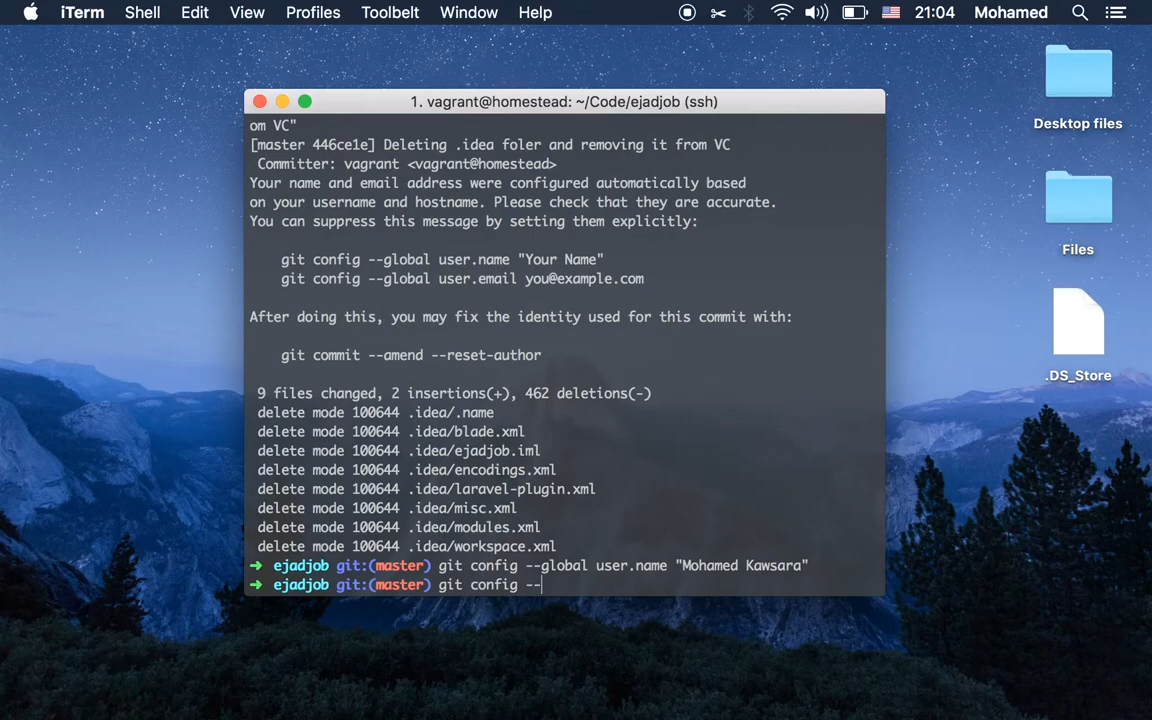 iTerm Shell Edit View Profiles Toolbelt Window Help 21:04 Mohamed
1. vagrant@homestead: ~/Code/ejadjob (ssh)
om VC"
[master 446ce1e] Deleting .idea foler and removing it from VC
 Committer: vagrant <vagrant@homestead>
Your name and email address were configured automatically based
on your username and hostname. Please check that they are accurate.
You can suppress this message by setting them explicitly:
    git config --global user.name "Your Name"
    git config --global user.email you@example.com
After doing this, you may fix the identity used for this commit with:
    git commit --amend --reset-author
 9 files changed, 2 insertions(+), 462 deletions(-)
 delete mode 100644 .idea/.name
 delete mode 100644 .idea/blade.xml
 delete mode 100644 .idea/ejadjob.iml
 delete mode 100644 .idea/encodings.xml
 delete mode 100644 .idea/laravel-plugin.xml
 delete mode 100644 .idea/misc.xml
 delete mode 100644 .idea/modules.xml
 delete mode 100644 .idea/workspace.xml
➜ ejadjob git:(master) git config --global user.name "Mohamed Kawsara"
➜ ejadjob git:(master) git config --
Desktop files
Files
.DS_Store